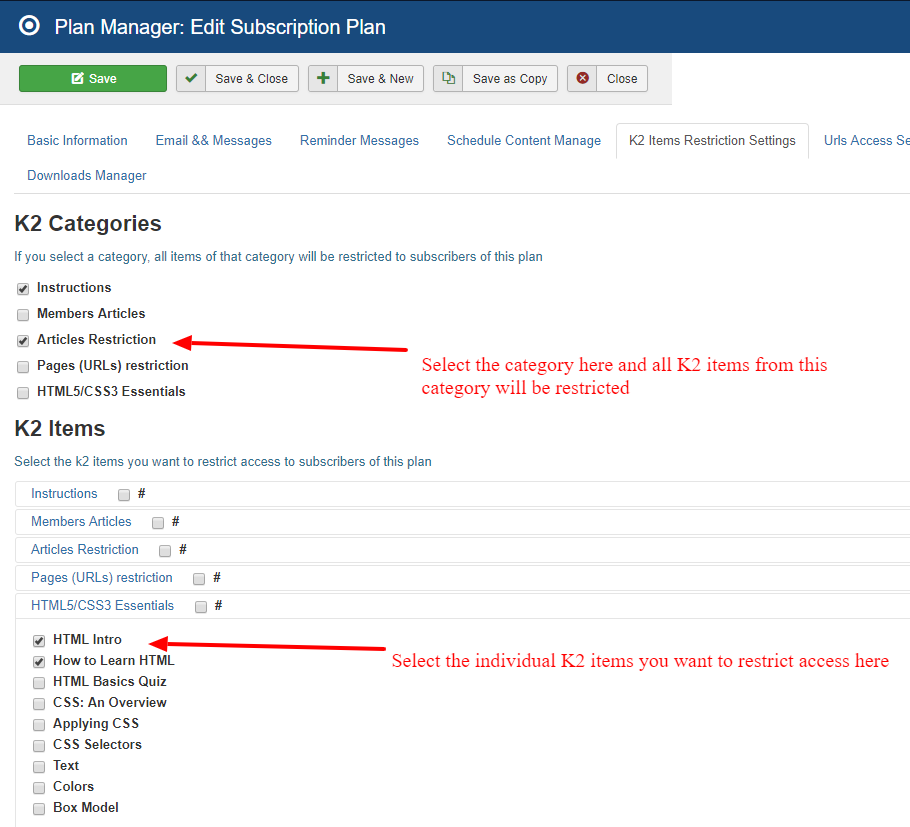 Plan Manager: Edit Subscription Plan
Save
Save & Close
Save & New
Save as Copy
Close
Basic Information
Email && Messages
Reminder Messages
Schedule Content Manage
K2 Items Restriction Settings
Urls Access Se
Downloads Manager
K2 Categories
If you select a category, all items of that category will be restricted to subscribers of this plan
Instructions
Members Articles
Articles Restriction
Pages (URLs) restriction
HTML5/CSS3 Essentials
Select the category here and all K2 items from this
category will be restricted
K2 Items
Select the k2 items you want to restrict access to subscribers of this plan
Instructions #
Members Articles #
Articles Restriction #
Pages (URLs) restriction #
HTML5/CSS3 Essentials #
HTML Intro
How to Learn HTML
HTML Basics Quiz
CSS: An Overview
Applying CSS
CSS Selectors
Text
Colors
Box Model
Select the individual K2 items you want to restrict access here